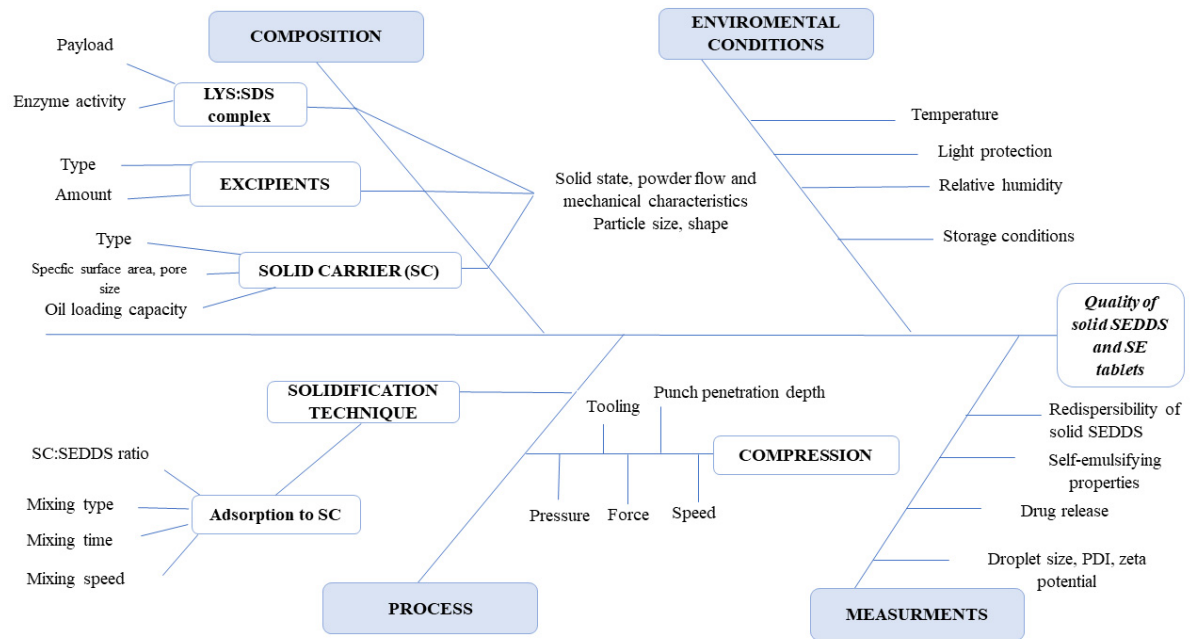 COMPOSITION
Payload
Enzyme activity
LYS:SDS
complex
Type
Amount
EXCIPIENTS
Type
Specfic surface area, pore
size
Oil loading capacity
SOLID CARRIER (SC)
Solid state, powder flow and
mechanical characteristics
Particle size, shape
ENVIROMENTAL
CONDITIONS
Temperature
Light protection
Relative humidity
Storage conditions
Quality of
solid SEDDS
and SE
tablets
SOLIDIFICATION
TECHNIQUE
SC:SEDDS ratio
Mixing type
Mixing time
Mixing speed
Adsorption to SC
Tooling
Punch penetration depth
COMPRESSION
Pressure
Force
Speed
PROCESS
Redispersibility of
solid SEDDS
Self-emulsifying
properties
Drug release
Droplet size, PDI, zeta
potential
MEASURMENTS